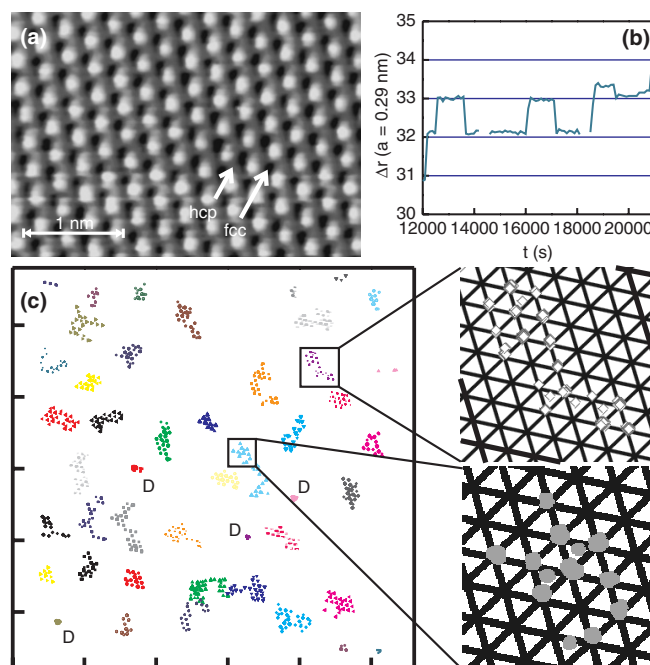 (a)
hcp
fcc
1 nm
(b)
Δr (a = 0.29 nm)
35
34
33
32
31
30
12000 14000 16000 18000 20000
t (s)
(c)
D
D
D
D